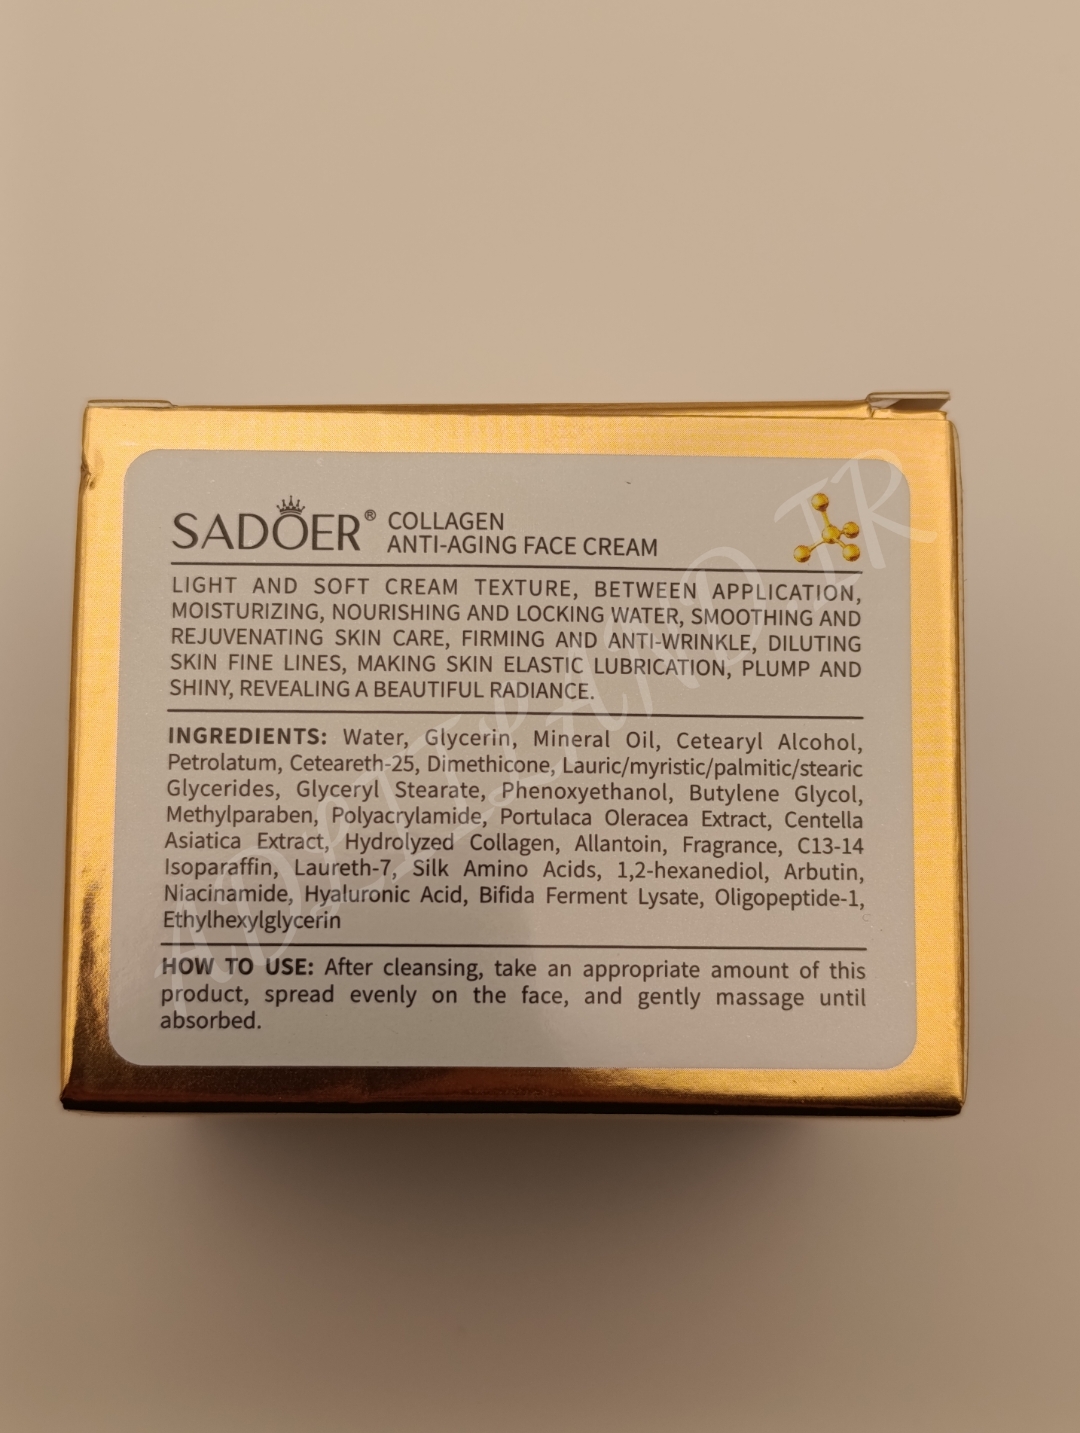 SADOER® COLLAGEN
ANTI-AGING FACE CREAM
LIGHT AND SOFT CREAM TEXTURE, BETWEEN APPLICATION,
MOISTURIZING, NOURISHING AND LOCKING WATER, SMOOTHING AND
REJUVENATING SKIN CARE, FIRMING AND ANTI-WRINKLE, DILUTING
SKIN FINE LINES, MAKING SKIN ELASTIC LUBRICATION, PLUMP AND
SHINY, REVEALING A BEAUTIFUL RADIANCE.
INGREDIENTS: Water, Glycerin, Mineral Oil, Cetearyl Alcohol,
Petrolatum, Ceteareth-25, Dimethicone, Lauric/myristic/palmitic/stearic
Glycerides, Glyceryl Stearate, Phenoxyethanol, Butylene Glycol,
Methylparaben, Polyacrylamide, Portulaca Oleracea Extract, Centella
Asiatica Extract, Hydrolyzed Collagen, Allantoin, Fragrance, C13-14
Isoparaffin, Laureth-7, Silk Amino Acids, 1,2-hexanediol, Arbutin,
Niacinamide, Hyaluronic Acid, Bifida Ferment Lysate, Oligopeptide-1,
Ethylhexylglycerin
HOW TO USE: After cleansing, take an appropriate amount of this
product, spread evenly on the face, and gently massage until
absorbed.